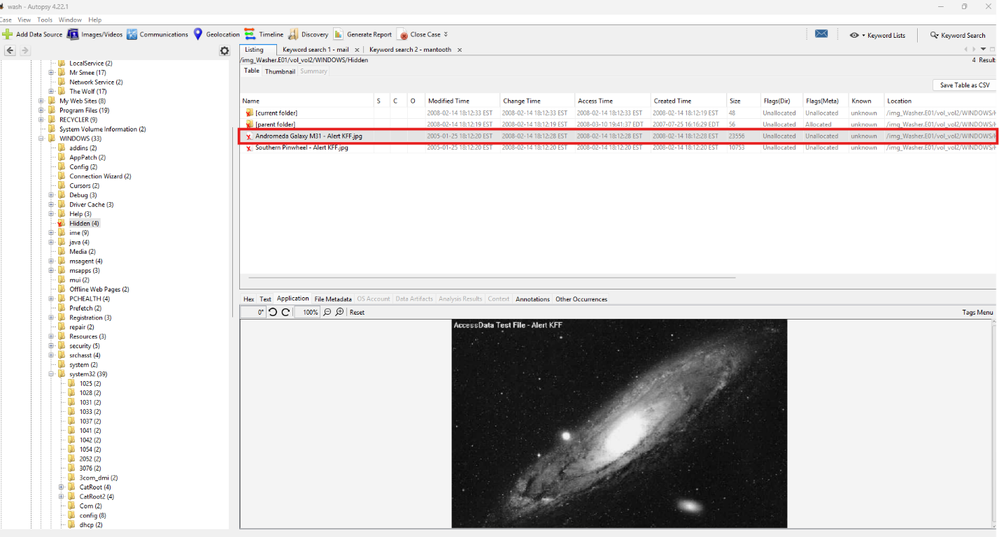 wash - Autopsy 4.22.1
Case View Tools Window Help
Add Data Source Images/Videos Communications Geolocation Timeline Discovery Generate Report Close Case Keyword Lists Keyword Search
Listing Keyword search 1 - mail Keyword search 2 - mantooth
/img_Washer.E01/vol_vol2/WINDOWS/Hidden 4 Result
Table Thumbnail Summary
Save Table as CSV
Name S C O Modified Time Change Time Access Time Created Time Size Flags(Dir) Flags(Meta) Known Location
[current folder] 2008-02-14 18:12:33 EST 2008-02-14 18:12:33 EST 2008-02-14 18:12:33 EST 2008-02-14 18:12:19 EST 48 Unallocated Unallocated unknown /img_Washer.E01/vol_vol2/WINDOWS/
[parent folder] 2008-02-14 18:12:19 EST 2008-02-14 18:12:19 EST 2008-03-10 19:41:37 EDT 2007-07-25 16:16:29 EDT 56 Unallocated Allocated unknown /img_Washer.E01/vol_vol2/WINDOWS/
Andromeda Galaxy M31 - Alert KFF.jpg 2005-01-25 18:12:20 EST 2008-02-14 18:12:28 EST 2008-02-14 18:12:28 EST 2008-02-14 18:12:28 EST 23556 Unallocated Unallocated unknown /img_Washer.E01/vol_vol2/WINDOWS/
Southern Pinwheel - Alert KFF.jpg 2005-01-25 18:12:20 EST 2008-02-14 18:12:20 EST 2008-02-14 18:12:20 EST 2008-02-14 18:12:20 EST 10753 Unallocated Unallocated unknown /img_Washer.E01/vol_vol2/WINDOWS/
LocalService (2)
Mr Smee (17)
Network Service (2)
The Wolf (17)
My Web Sites (8)
Program Files (19)
RECYCLER (9)
System Volume Information (2)
WINDOWS (33)
addins (2)
AppPatch (2)
Config (2)
Connection Wizard (2)
Cursors (2)
Debug (3)
Driver Cache (3)
Help (3)
Hidden (4)
ime (9)
java (4)
Media (2)
msagent (4)
msapps (3)
mui (2)
Offline Web Pages (2)
PCHEALTH (4)
Prefetch (2)
Registration (3)
repair (2)
Resources (3)
security (5)
srchasst (4)
system (2)
system32 (39)
1025 (2)
1028 (2)
1031 (2)
1033 (2)
1037 (2)
1041 (2)
1042 (2)
1054 (2)
2052 (2)
3076 (2)
3com_dmi (2)
CatRoot (4)
CatRoot2 (4)
Com (2)
config (8)
dhcp (2)
Hex Text Application File Metadata OS Account Data Artifacts Analysis Results Context Annotations Other Occurrences
0° 100% Reset Tags Menu
AccessData Test File - Alert KFF